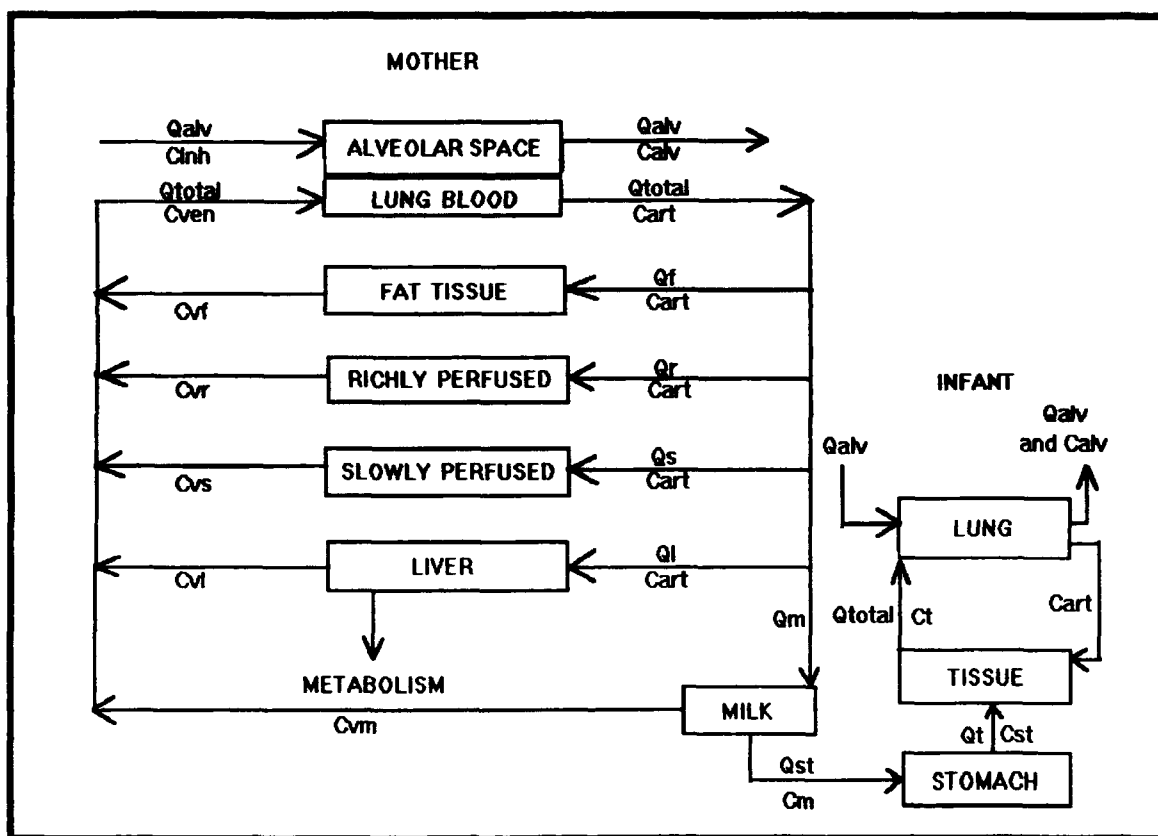 MOTHER
Qalv
Cinh
ALVEOLAR SPACE
Qalv
Calv
Qtotal
Cven
LUNG BLOOD
Qtotal
Cart
FAT TISSUE
Qf
Cart
Cvf
RICHLY PERFUSED
Qr
Cart
Cvr
SLOWLY PERFUSED
Qs
Cart
Cvs
LIVER
Ql
Cart
Cvl
METABOLISM
Cvm
Qm
MILK
Qst
Cm
INFANT
Qalv
Qalv
and Calv
LUNG
Qtotal
Ct
Cart
TISSUE
Qt
Cst
STOMACH